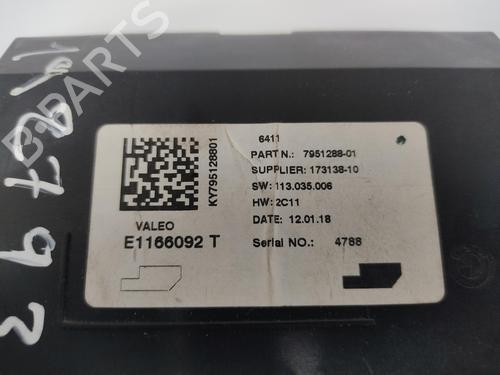 B-PARTS
6411
PART N.: 7951288-01
SUPPLIER: 173138-10
SW: 113.035.006
HW: 2C11
DATE: 12.01.18
Serial NO.: 4788
KY795128801
VALEO
E1166092 T